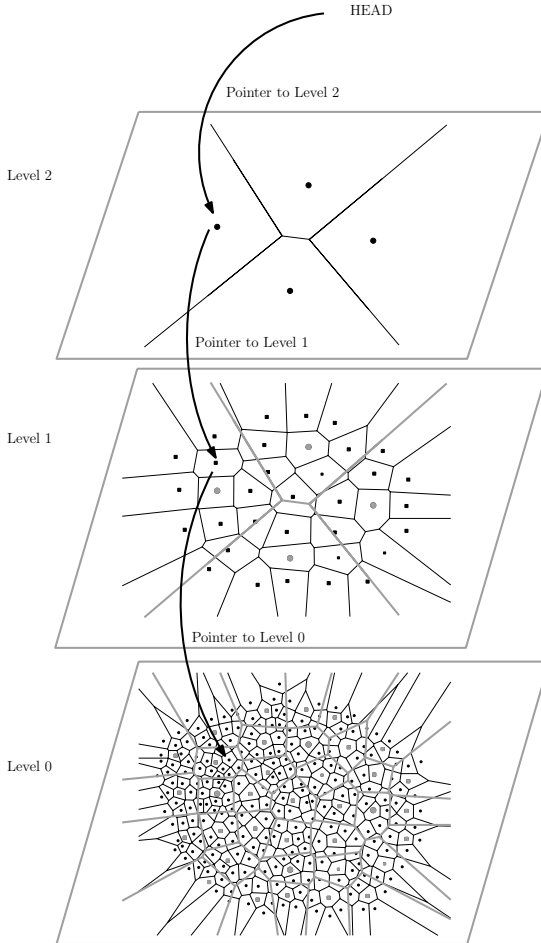 HEAD
Pointer to Level 2
Level 2
Pointer to Level 1
Level 1
Pointer to Level 0
Level 0